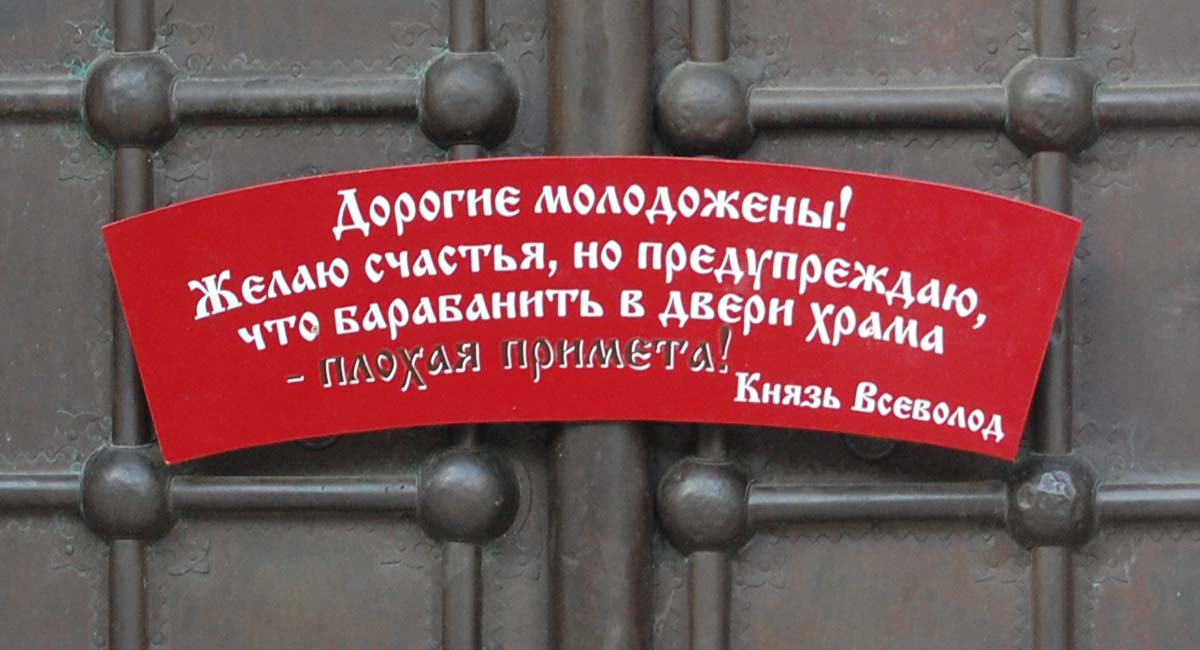 Дорогие молодожены!
Желаю счастья, но предупреждаю,
что барабанить в двери храма
- плохая примета!
Князь Всеволод